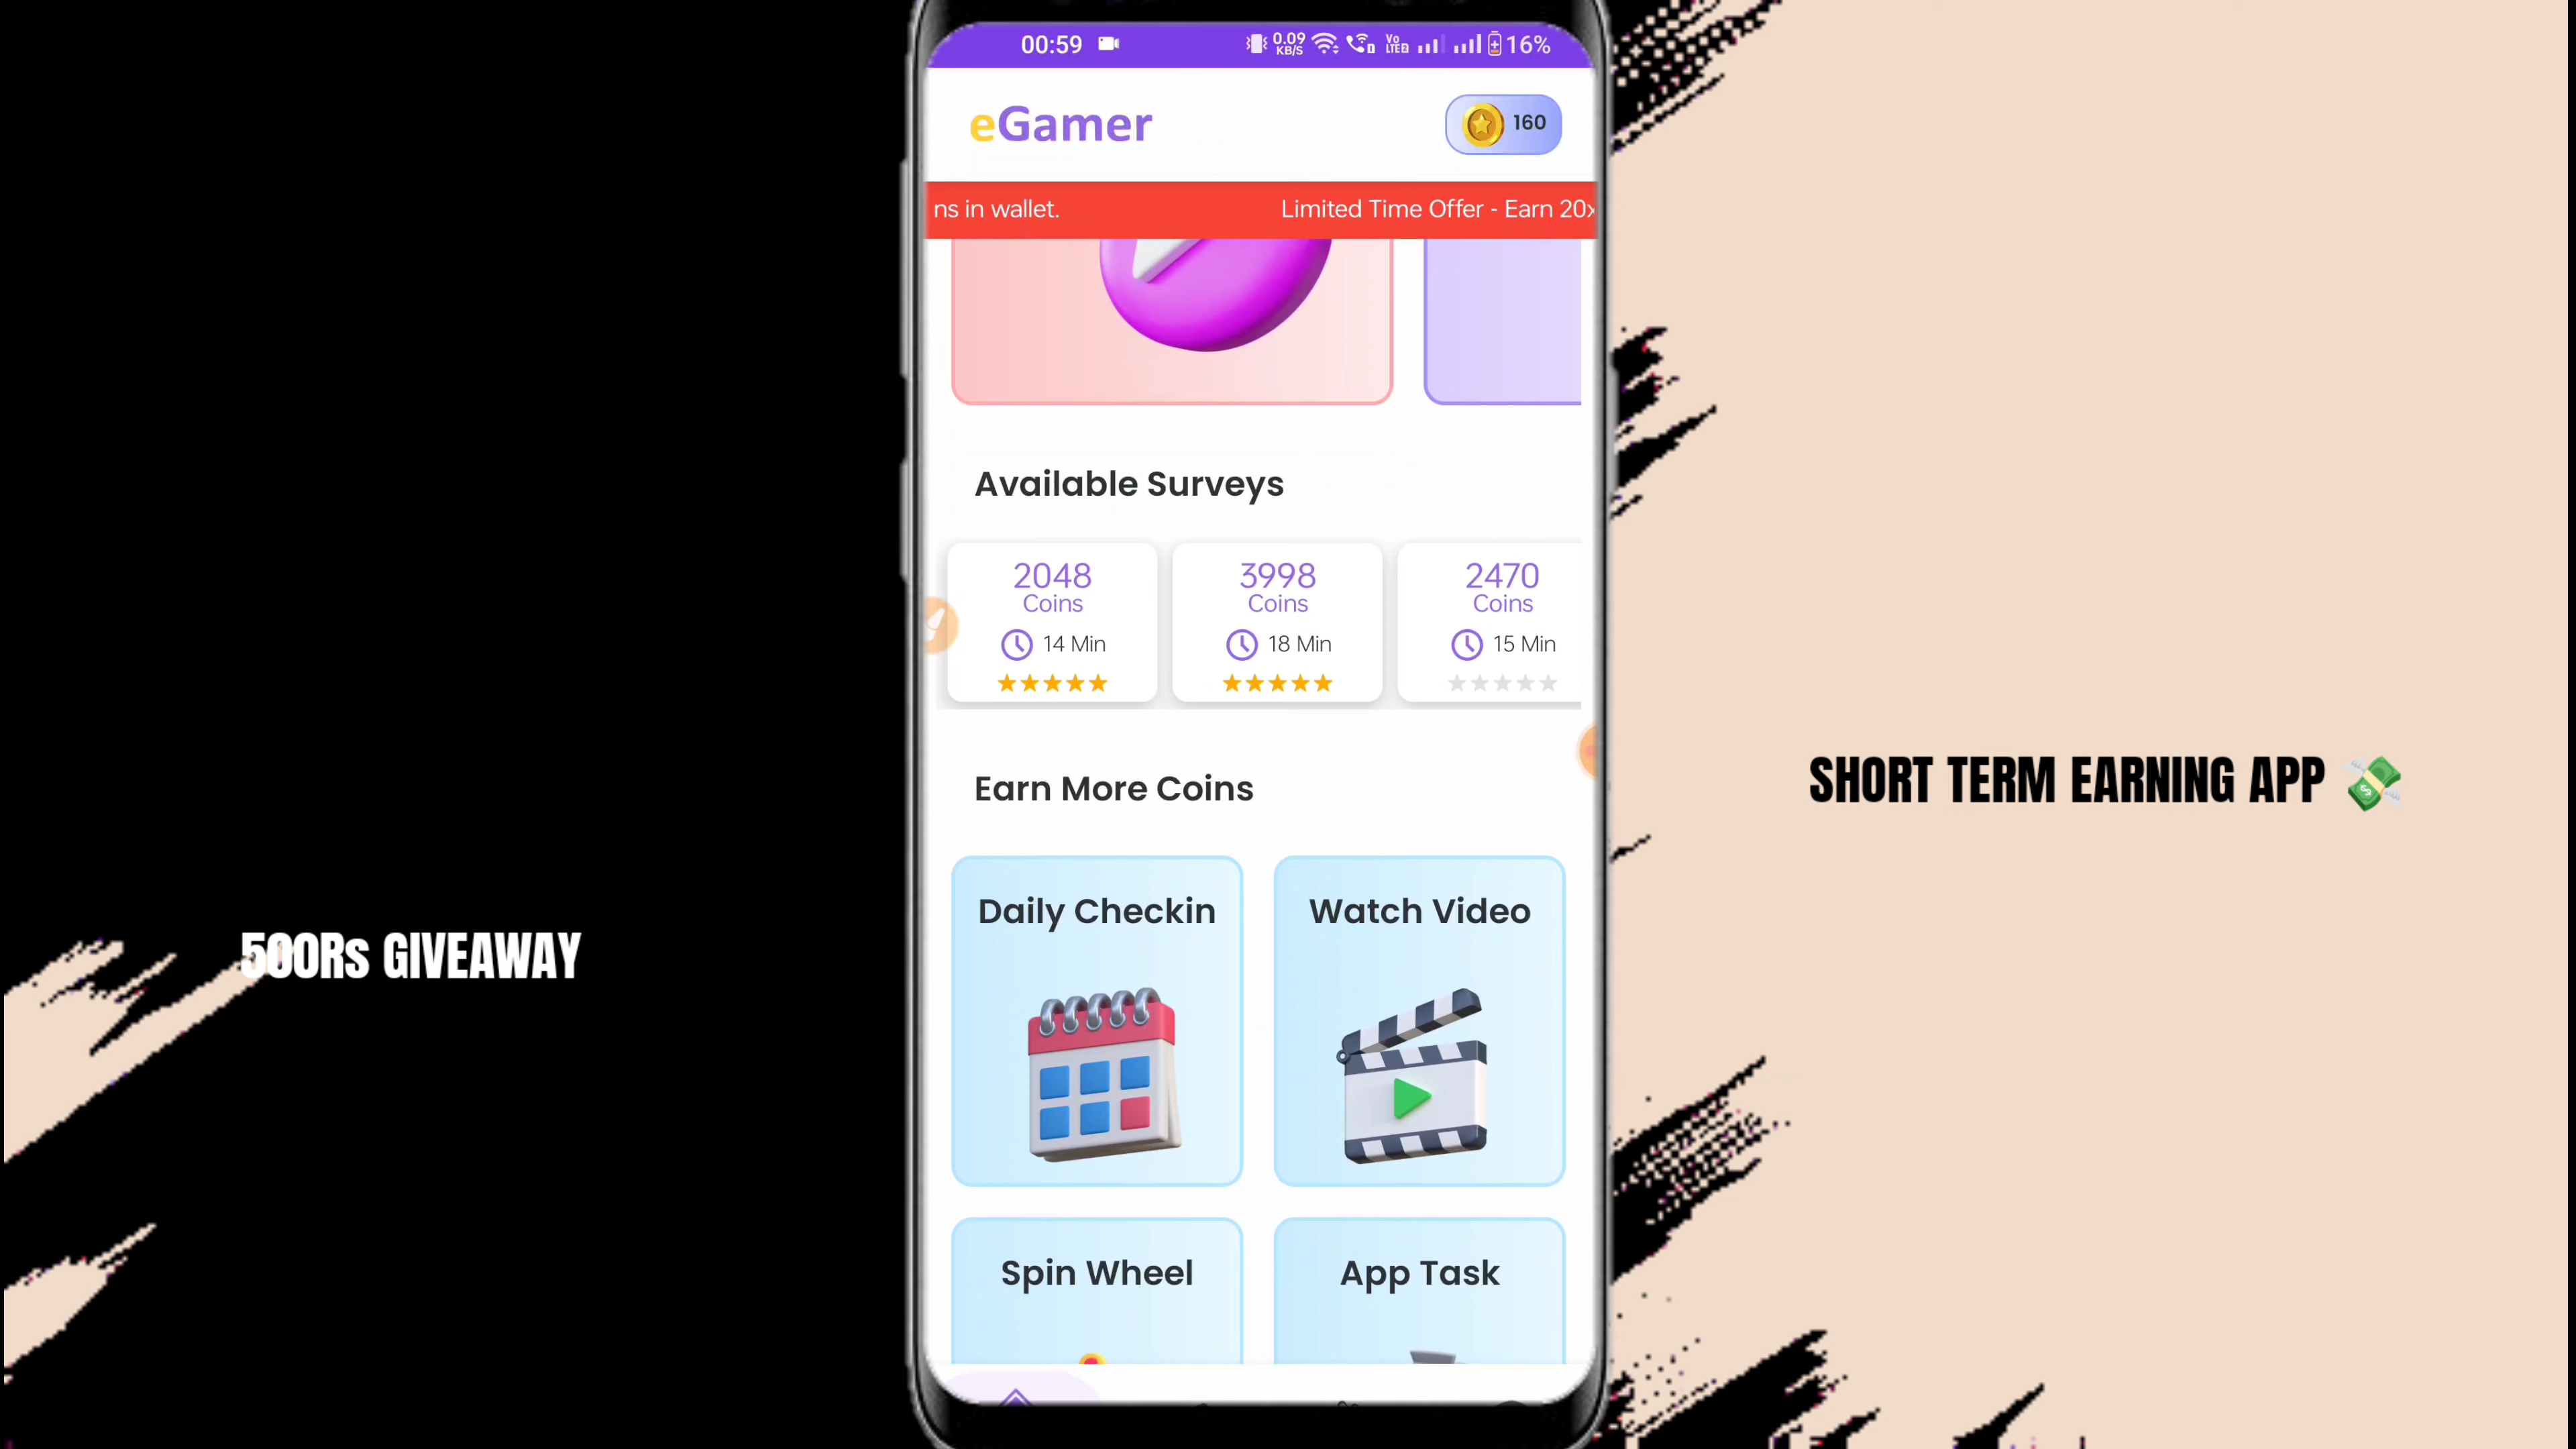 00:59
0.09
KB/S
Vo
LTE2
16%
eGamer
160
ns in wallet.
Limited Time Offer - Earn 20x
Available Surveys
2048
Coins
14 Min
3998
Coins
18 Min
2470
Coins
15 Min
Earn More Coins
Daily Checkin
Watch Video
Spin Wheel
App Task
500Rs GIVEAWAY
SHORT TERM EARNING APP